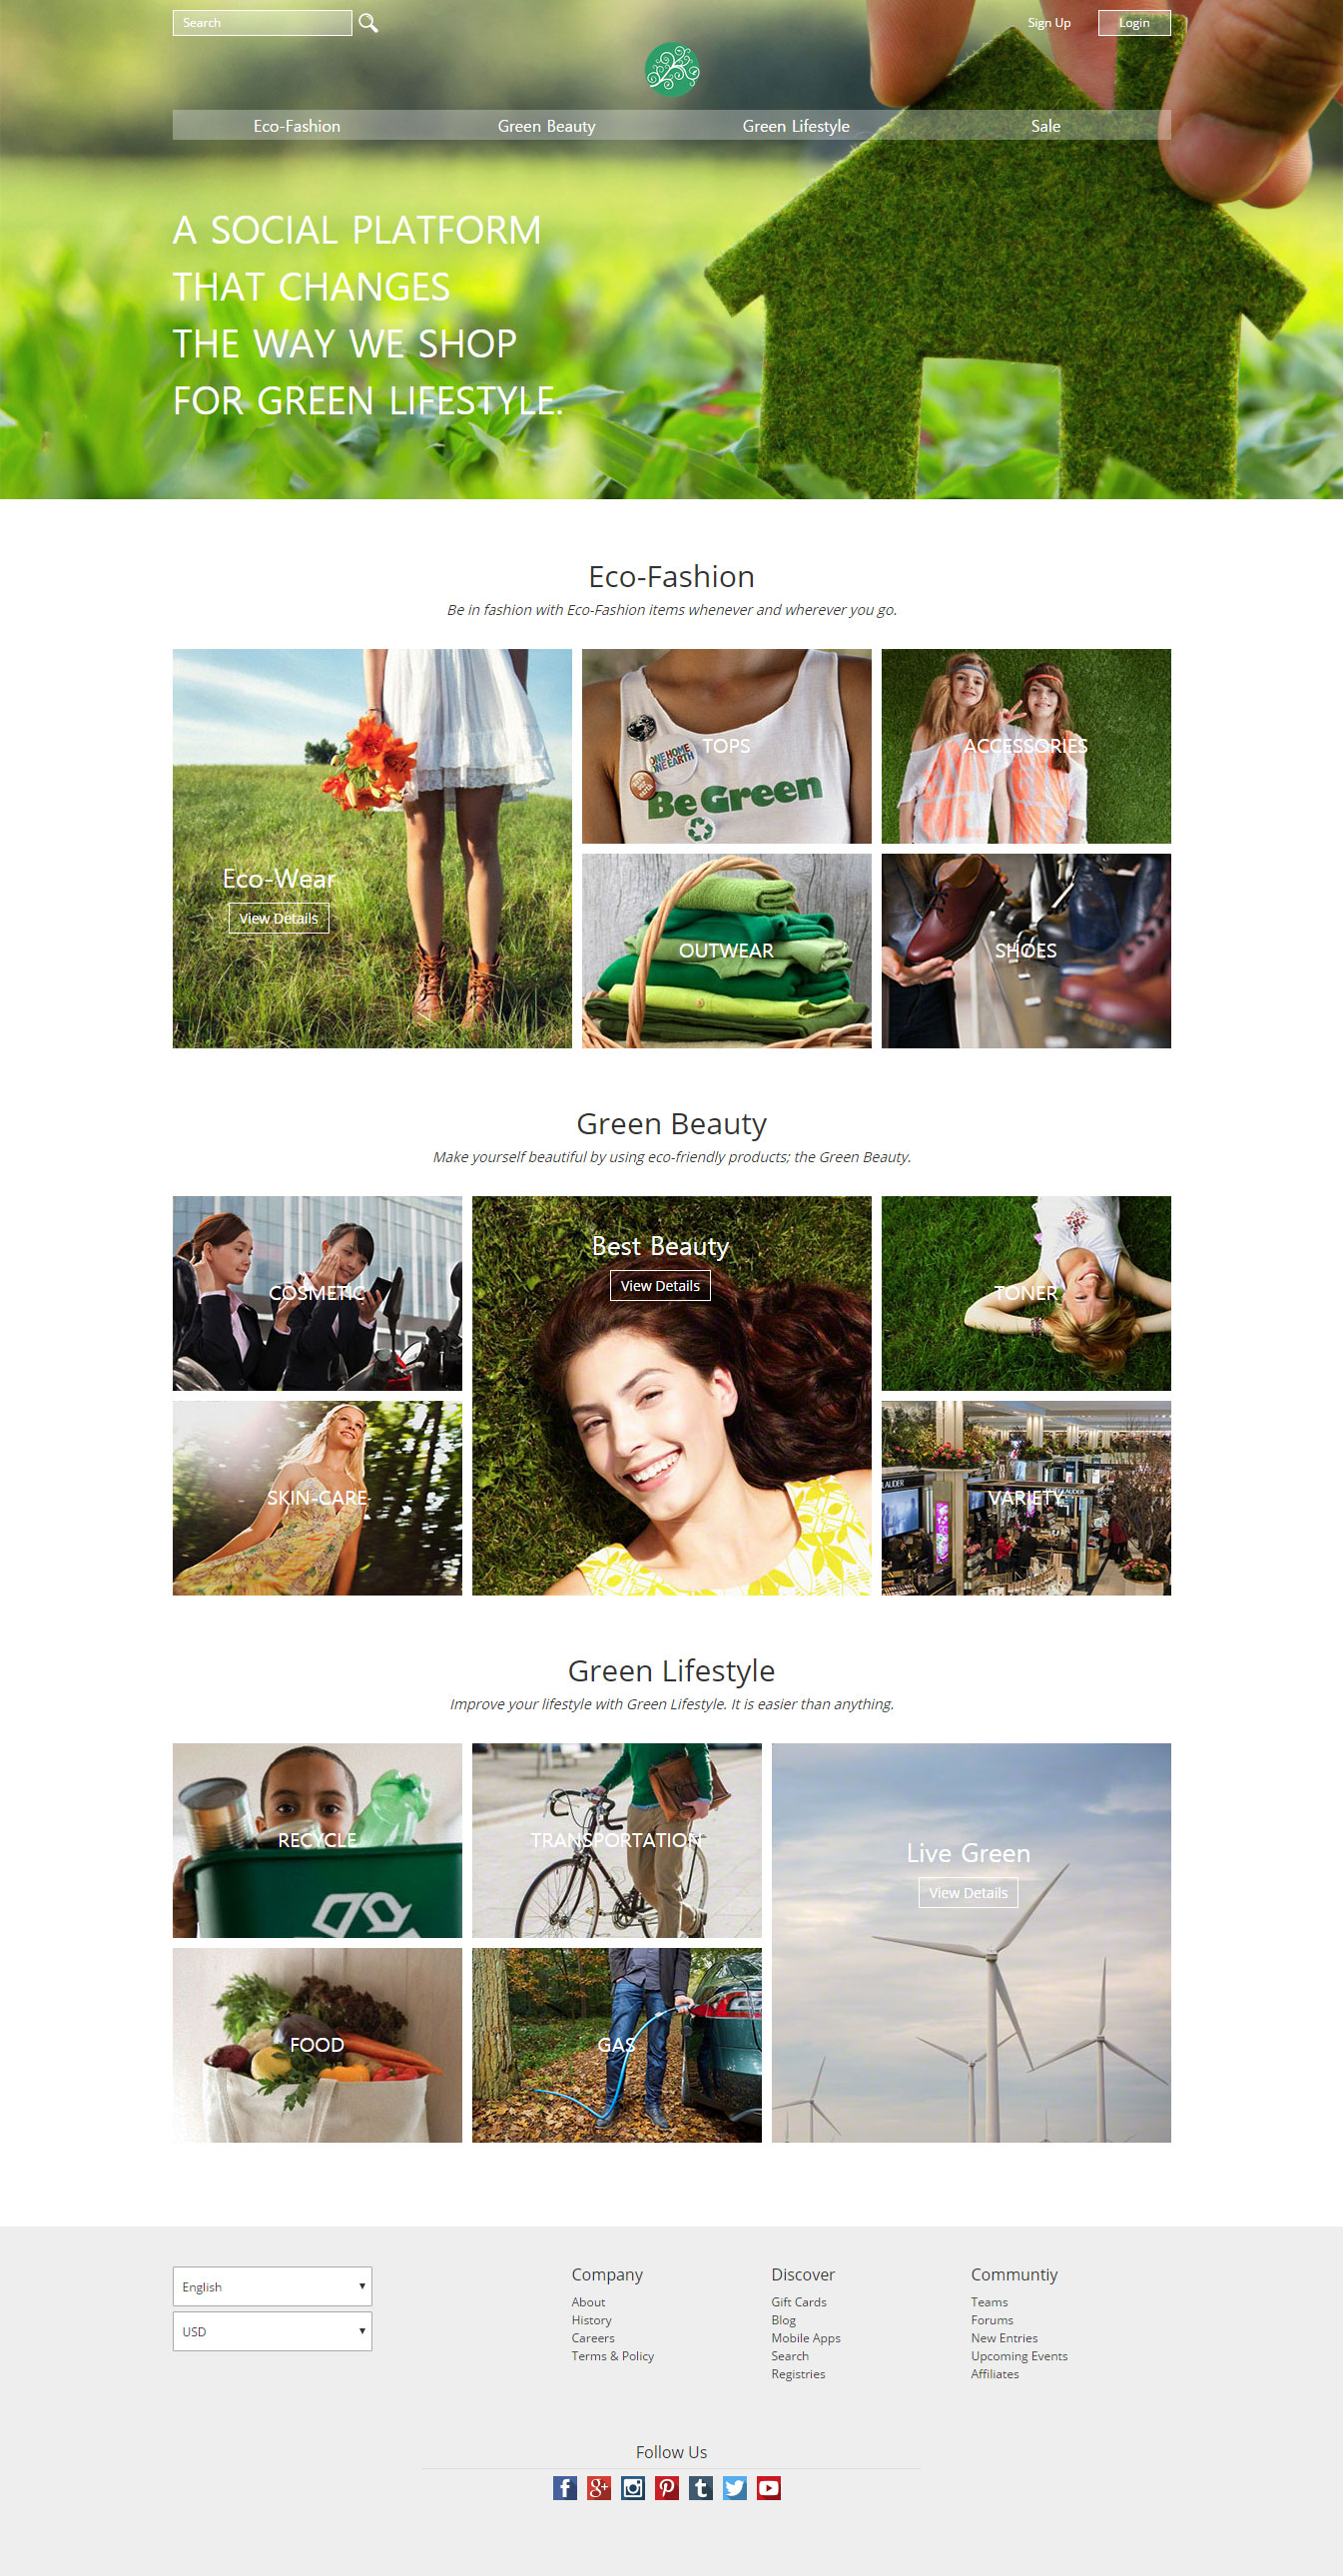 Search
Sign Up
Login
Eco-Fashion
Green Beauty
Green Lifestyle
Sale
A SOCIAL PLATFORM
THAT CHANGES
THE WAY WE SHOP
FOR GREEN LIFESTYLE.
Eco-Fashion
Be in fashion with Eco-Fashion items whenever and wherever you go.
Eco-Wear
View Details
TOPS
ONE HOME
ONE EARTH
Be Green
ACCESSORIES
OUTWEAR
SHOES
Green Beauty
Make yourself beautiful by using eco-friendly products; the Green Beauty.
COSMETIC
Best Beauty
View Details
TONER
SKIN-CARE
VARIETY
LAUDER
Green Lifestyle
Improve your lifestyle with Green Lifestyle. It is easier than anything.
RECYCLE
TRANSPORTATION
Live Green
View Details
FOOD
GAS
English
USD
Company
About
History
Careers
Terms & Policy
Discover
Gift Cards
Blog
Mobile Apps
Search
Registries
Communtiy
Teams
Forums
New Entries
Upcoming Events
Affiliates
Follow Us